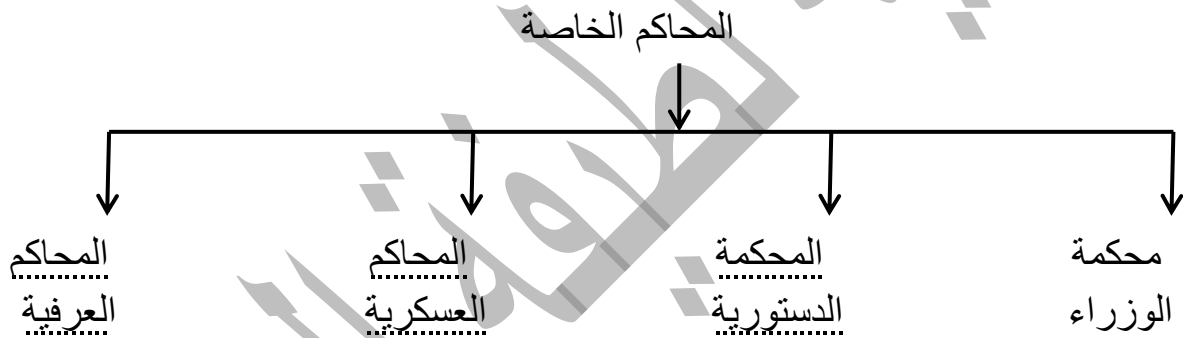 المحاكم الخاصة
محكمة
الوزراء
المحكمة
الدستورية
المحاكم
العسكرية
المحاكم
العرفية